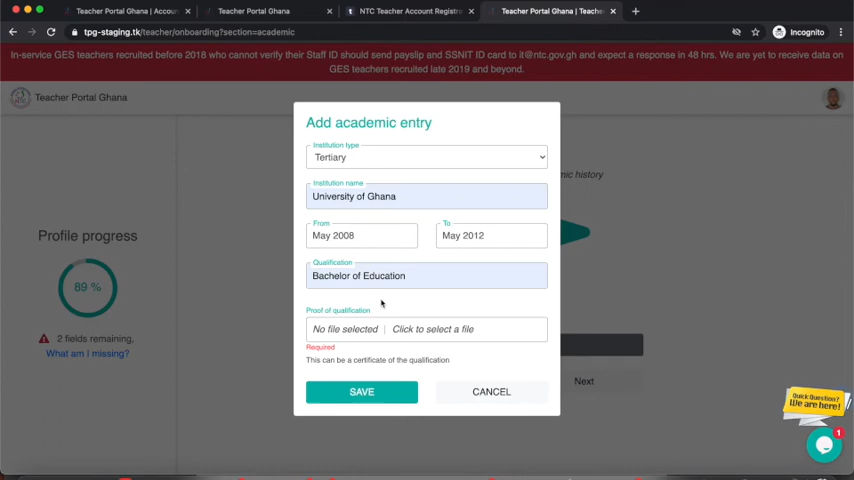 Teacher Portal Ghana | Accoun
Teacher Portal Ghana
NTC Teacher Account Registra
Teacher Portal Ghana | Teache
tpg-staging.tk/teacher/onboarding?section=academic
Incognito
In-service GES teachers recruited before 2018 who cannot verify their Staff ID should send payslip and SSNIT ID card to it@ntc.gov.gh and expect a response in 48 hrs. We are yet to receive data on
GES teachers recruited late 2019 and beyond.
Teacher Portal Ghana
Add academic entry
Institution type
Tertiary
Institution name
University of Ghana
From
May 2008
To
May 2012
Qualification
Bachelor of Education
Proof of qualification
No file selected | Click to select a file
Required
This can be a certificate of the qualification
SAVE
CANCEL
Profile progress
89 %
2 fields remaining,
What am I missing?
demic history
Next
Quick Question?
We are here!
1